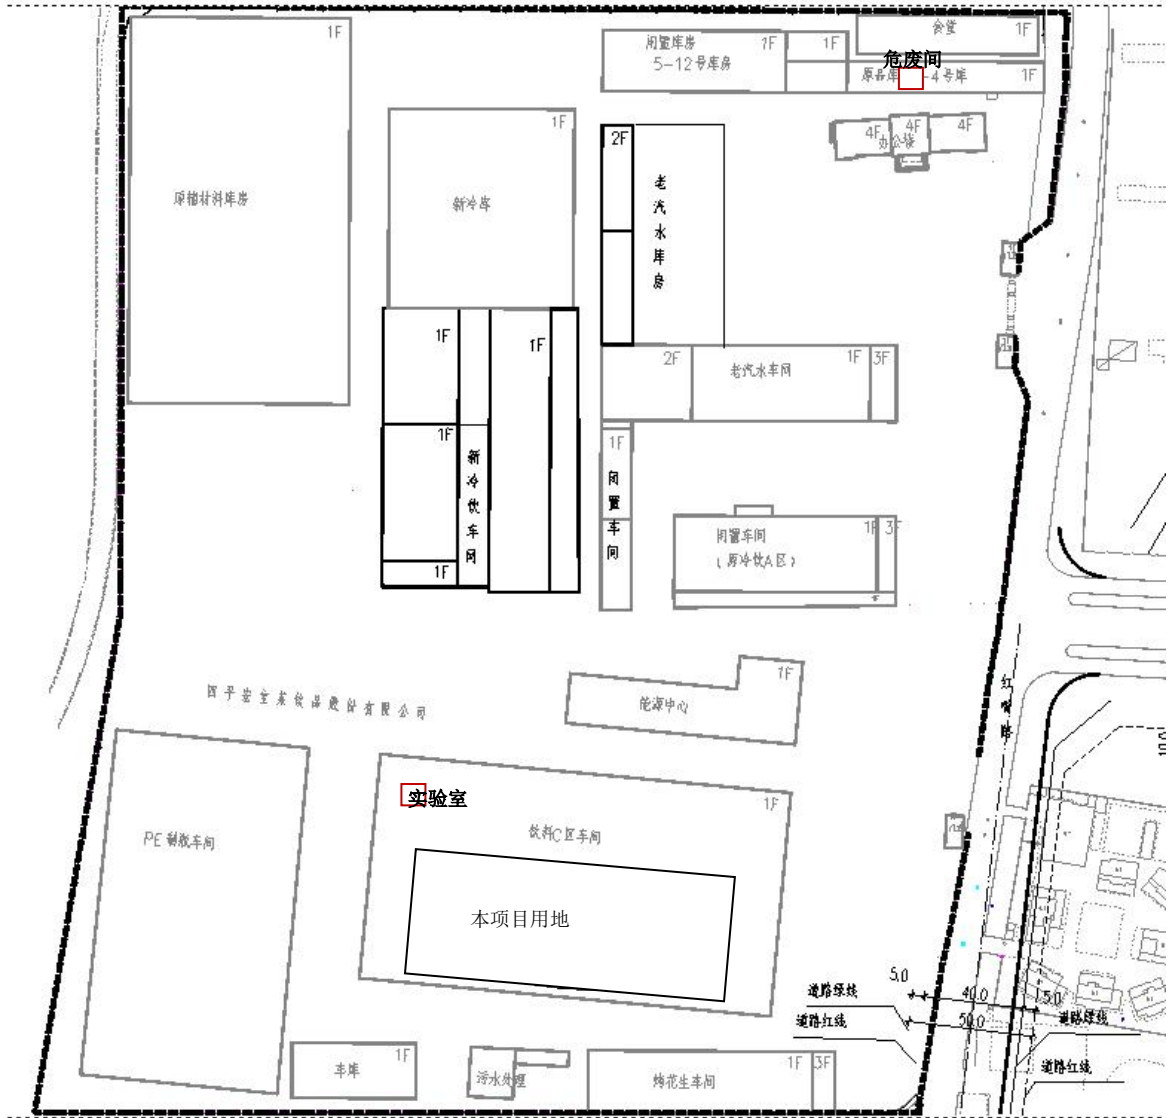 1F
闲置库房
5-12号库房
1F
1F
食堂
1F
危废间
原品库
-4号库
1F
4F
4F
4F
办公楼
1F
2F
原辅材料库房
新冷库
老汽水库房
1F
1F
2F
老汽水车间
1F
3F
1F
新冷饮车间
1F
1F
闲置车间
闲置车间
(原冷饮A区)
1F
3F
四平宏宝莱饮品股份有限公司
能源中心
1F
红嘴路
实验室
1F
PE制瓶车间
饮料C区车间
本项目用地
5.0
道路绿线
40.0
5.0
道路红线
50.0
道路绿线
道路红线
车库
1F
污水处理
烤花生车间
1F
3F